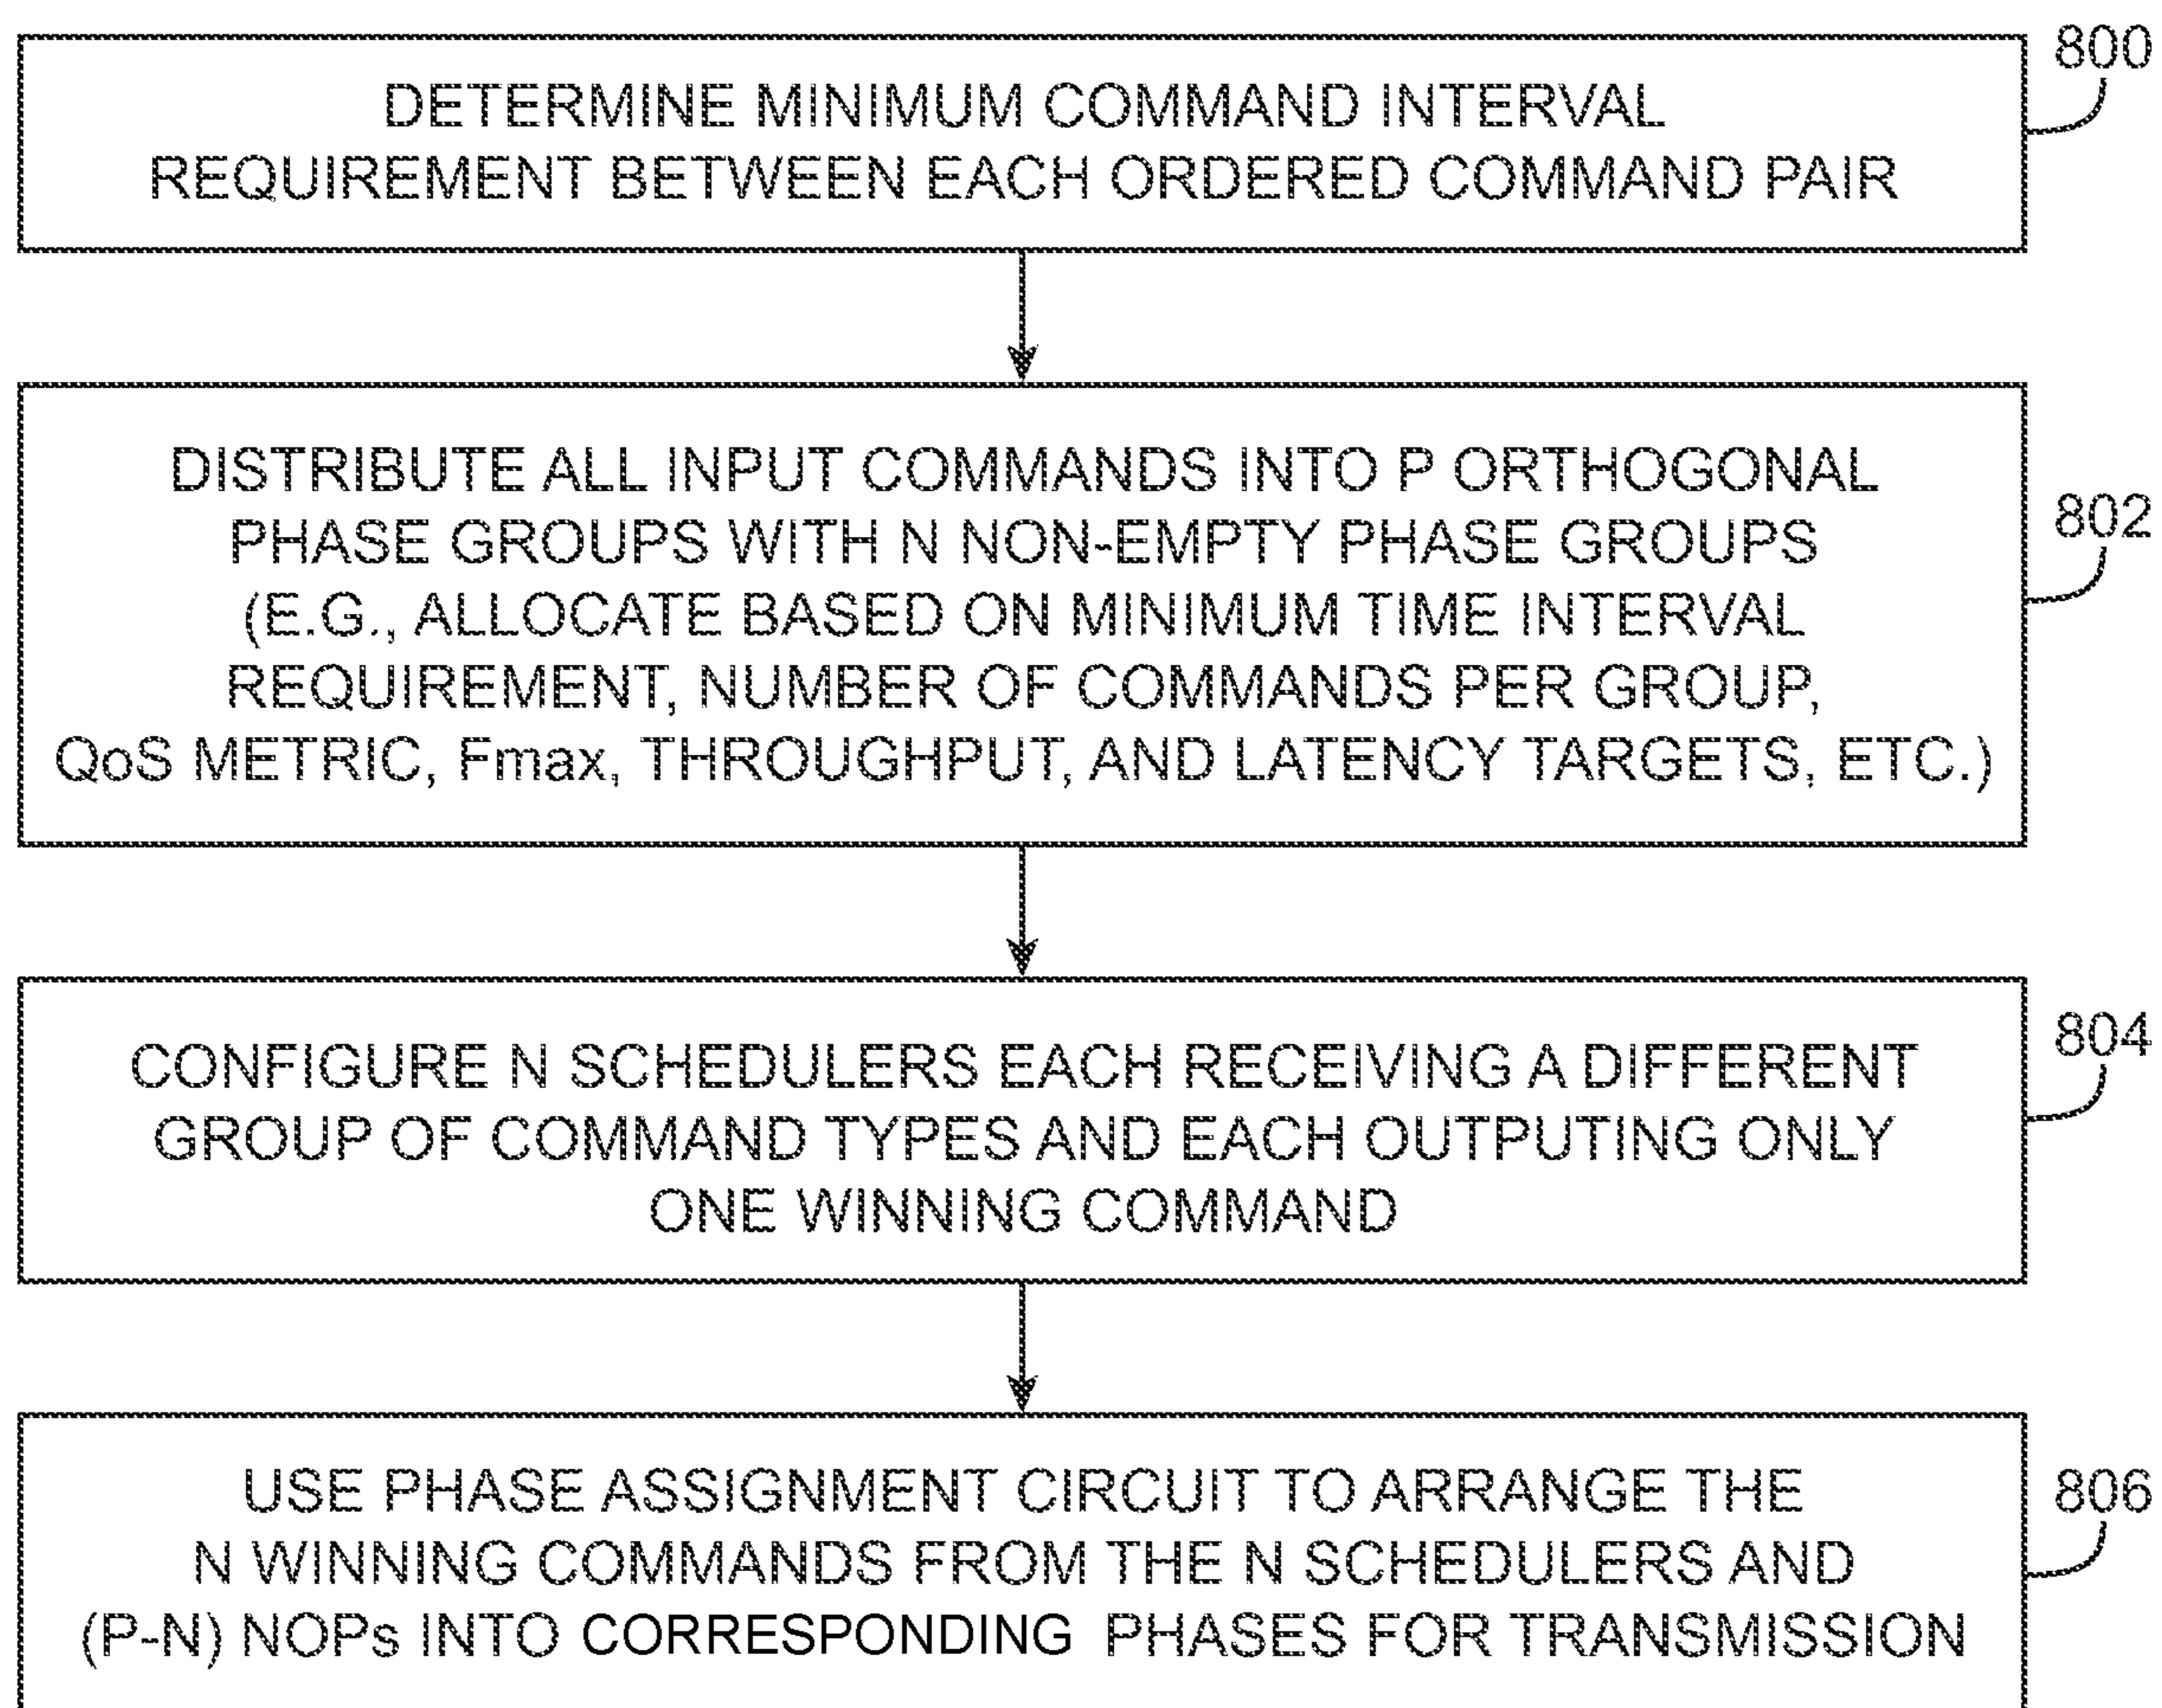 800
DETERMINE MINIMUM COMMAND INTERVAL
REQUIREMENT BETWEEN EACH ORDERED COMMAND PAIR
802
DISTRIBUTE ALL INPUT COMMANDS INTO P ORTHOGONAL
PHASE GROUPS WITH N NON-EMPTY PHASE GROUPS
(E.G., ALLOCATE BASED ON MINIMUM TIME INTERVAL
REQUIREMENT, NUMBER OF COMMANDS PER GROUP,
QoS METRIC, Fmax, THROUGHPUT, AND LATENCY TARGETS, ETC.)
804
CONFIGURE N SCHEDULERS EACH RECEIVING A DIFFERENT
GROUP OF COMMAND TYPES AND EACH OUTPUTING ONLY
ONE WINNING COMMAND
806
USE PHASE ASSIGNMENT CIRCUIT TO ARRANGE THE
N WINNING COMMANDS FROM THE N SCHEDULERS AND
(P-N) NOPs INTO CORRESPONDING PHASES FOR TRANSMISSION